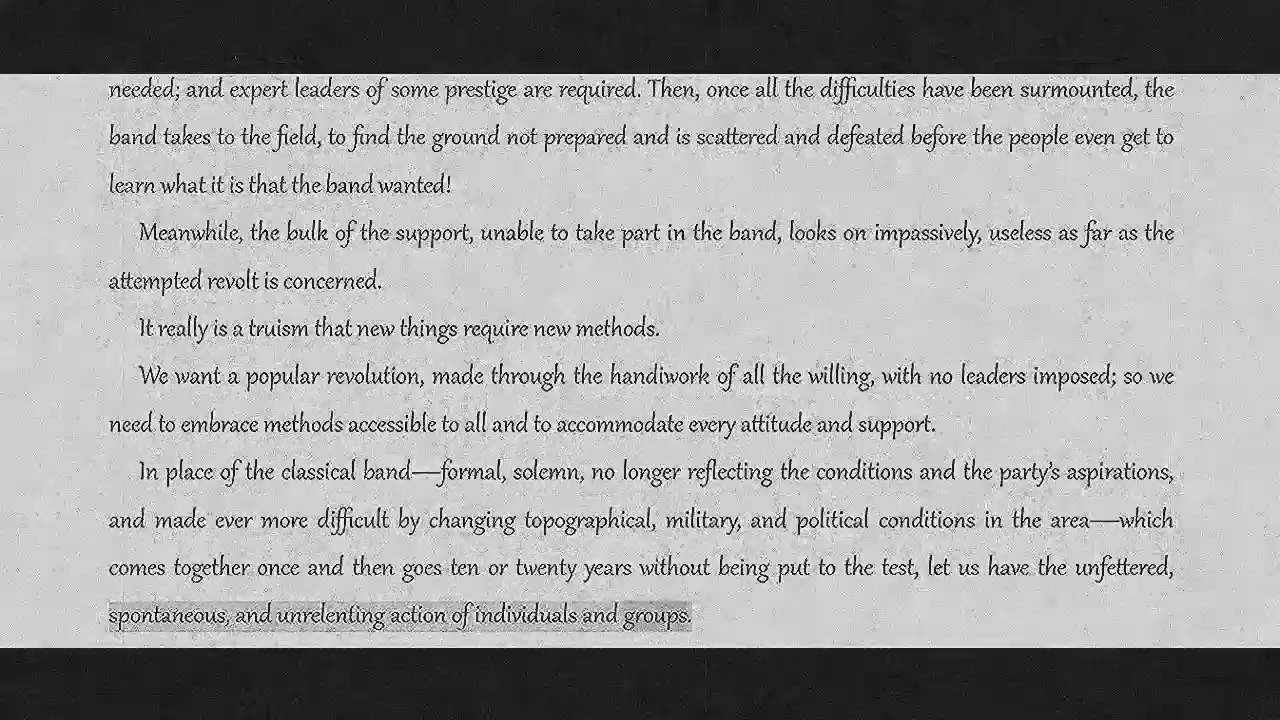 needed; and expert leaders of some prestige are required. Then, once all the difficulties have been surmounted, the
band takes to the field, to find the ground not prepared and is scattered and defeated before the people even get to
learn what it is that the band wanted!
Meanwhile, the bulk of the support, unable to take part in the band, looks on impassively, useless as far as the
attempted revolt is concerned.
It really is a truism that new things require new methods.
We want a popular revolution, made through the handiwork of all the willing, with no leaders imposed; so we
need to embrace methods accessible to all and to accommodate every attitude and support.
In place of the classical band—formal, solemn, no longer reflecting the conditions and the party's aspirations,
and made ever more difficult by changing topographical, military, and political conditions in the area—which
comes together once and then goes ten or twenty years without being put to the test, let us have the unfettered,
spontaneous, and unrelenting action of individuals and groups.